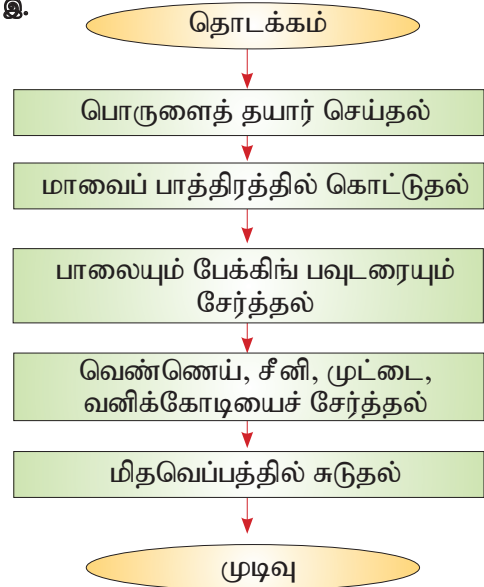 இ.
தொடக்கம்
பொருளைத் தயார் செய்தல்
மாவைப் பாத்திரத்தில் கொட்டுதல்
பாலையும் பேக்கிங் பவுடரையும்
சேர்த்தல்
வெண்ணெய், சீனி, முட்டை,
வனிக்கோடியைச் சேர்த்தல்
மிதவெப்பத்தில் சுடுதல்
முடிவு